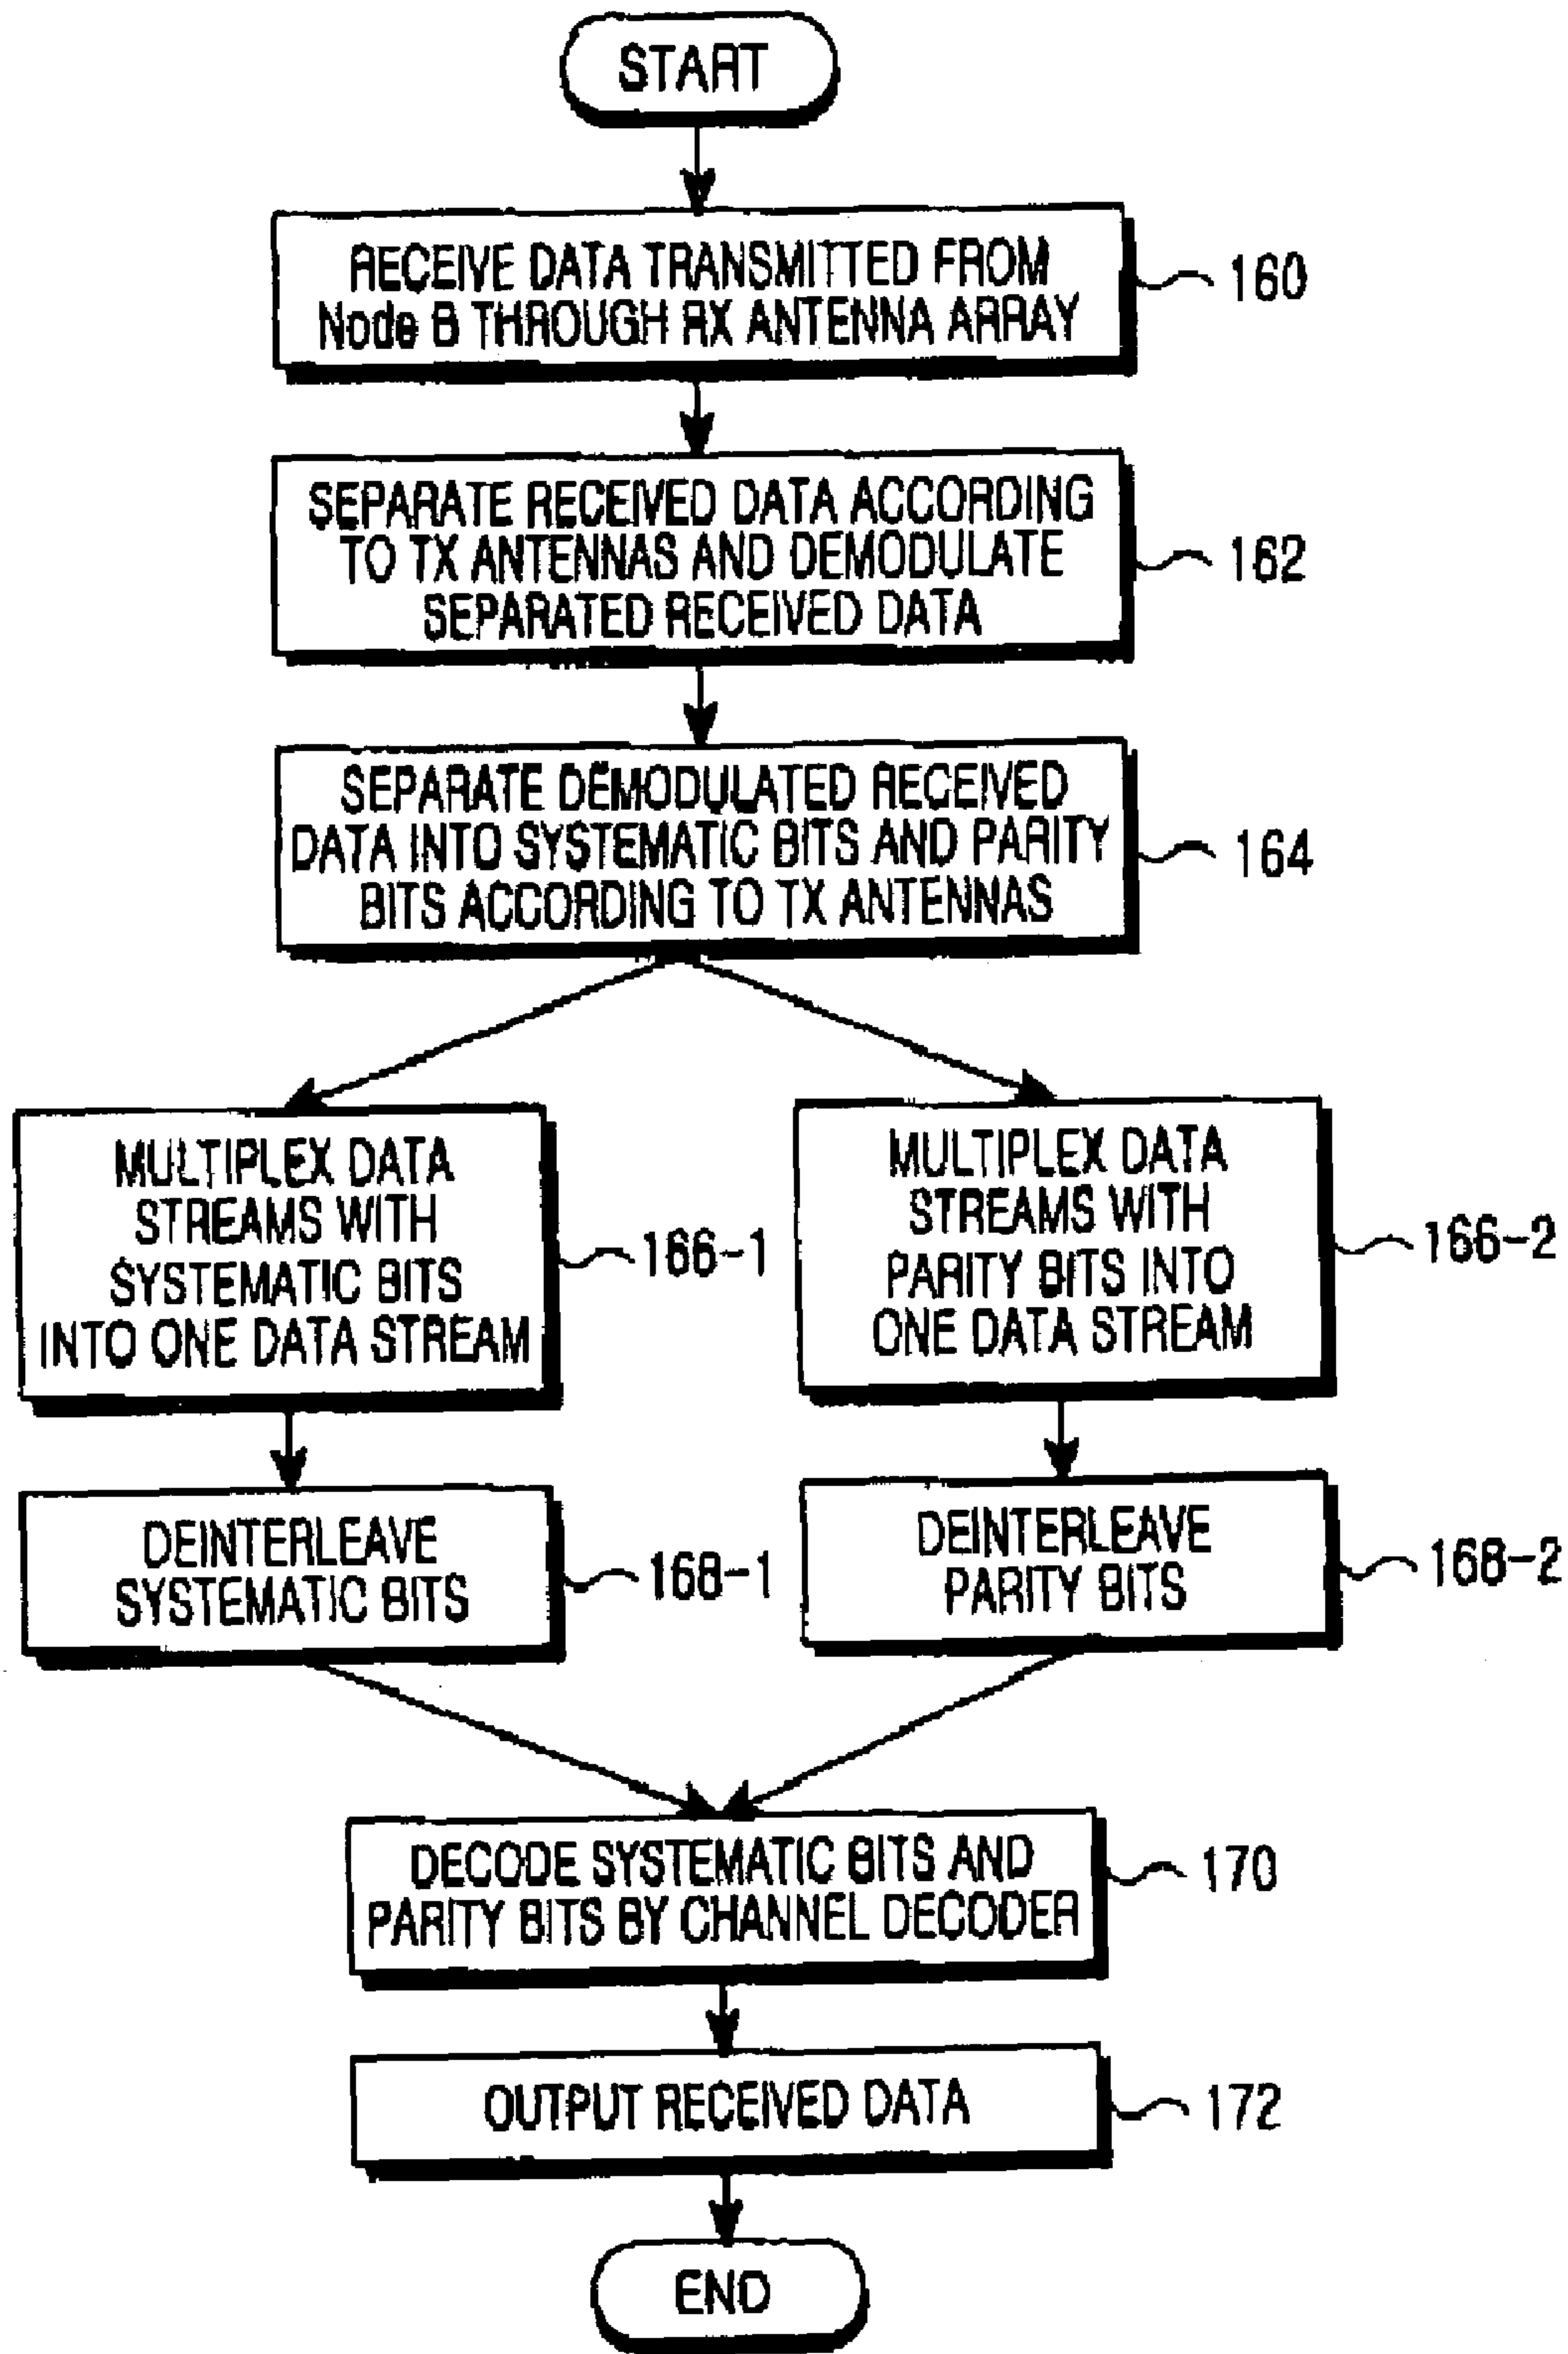 START
RECEIVE DATA TRANSMITTED FROM
Node B THROUGH RX ANTENNA ARRAY
160
SEPARATE RECEIVED DATA ACCORDING
TO TX ANTENNAS AND DEMODULATE
SEPARATED RECEIVED DATA
162
SEPARATE DEMODULATED RECEIVED
DATA INTO SYSTEMATIC BITS AND PARITY
BITS ACCORDING TO TX ANTENNAS
164
MULTIPLEX DATA
STREAMS WITH
SYSTEMATIC BITS
INTO ONE DATA STREAM
166-1
MULTIPLEX DATA
STREAMS WITH
PARITY BITS INTO
ONE DATA STREAM
166-2
DEINTERLEAVE
SYSTEMATIC BITS
168-1
DEINTERLEAVE
PARITY BITS
168-2
DECODE SYSTEMATIC BITS AND
PARITY BITS BY CHANNEL DECODER
170
OUTPUT RECEIVED DATA
172
END